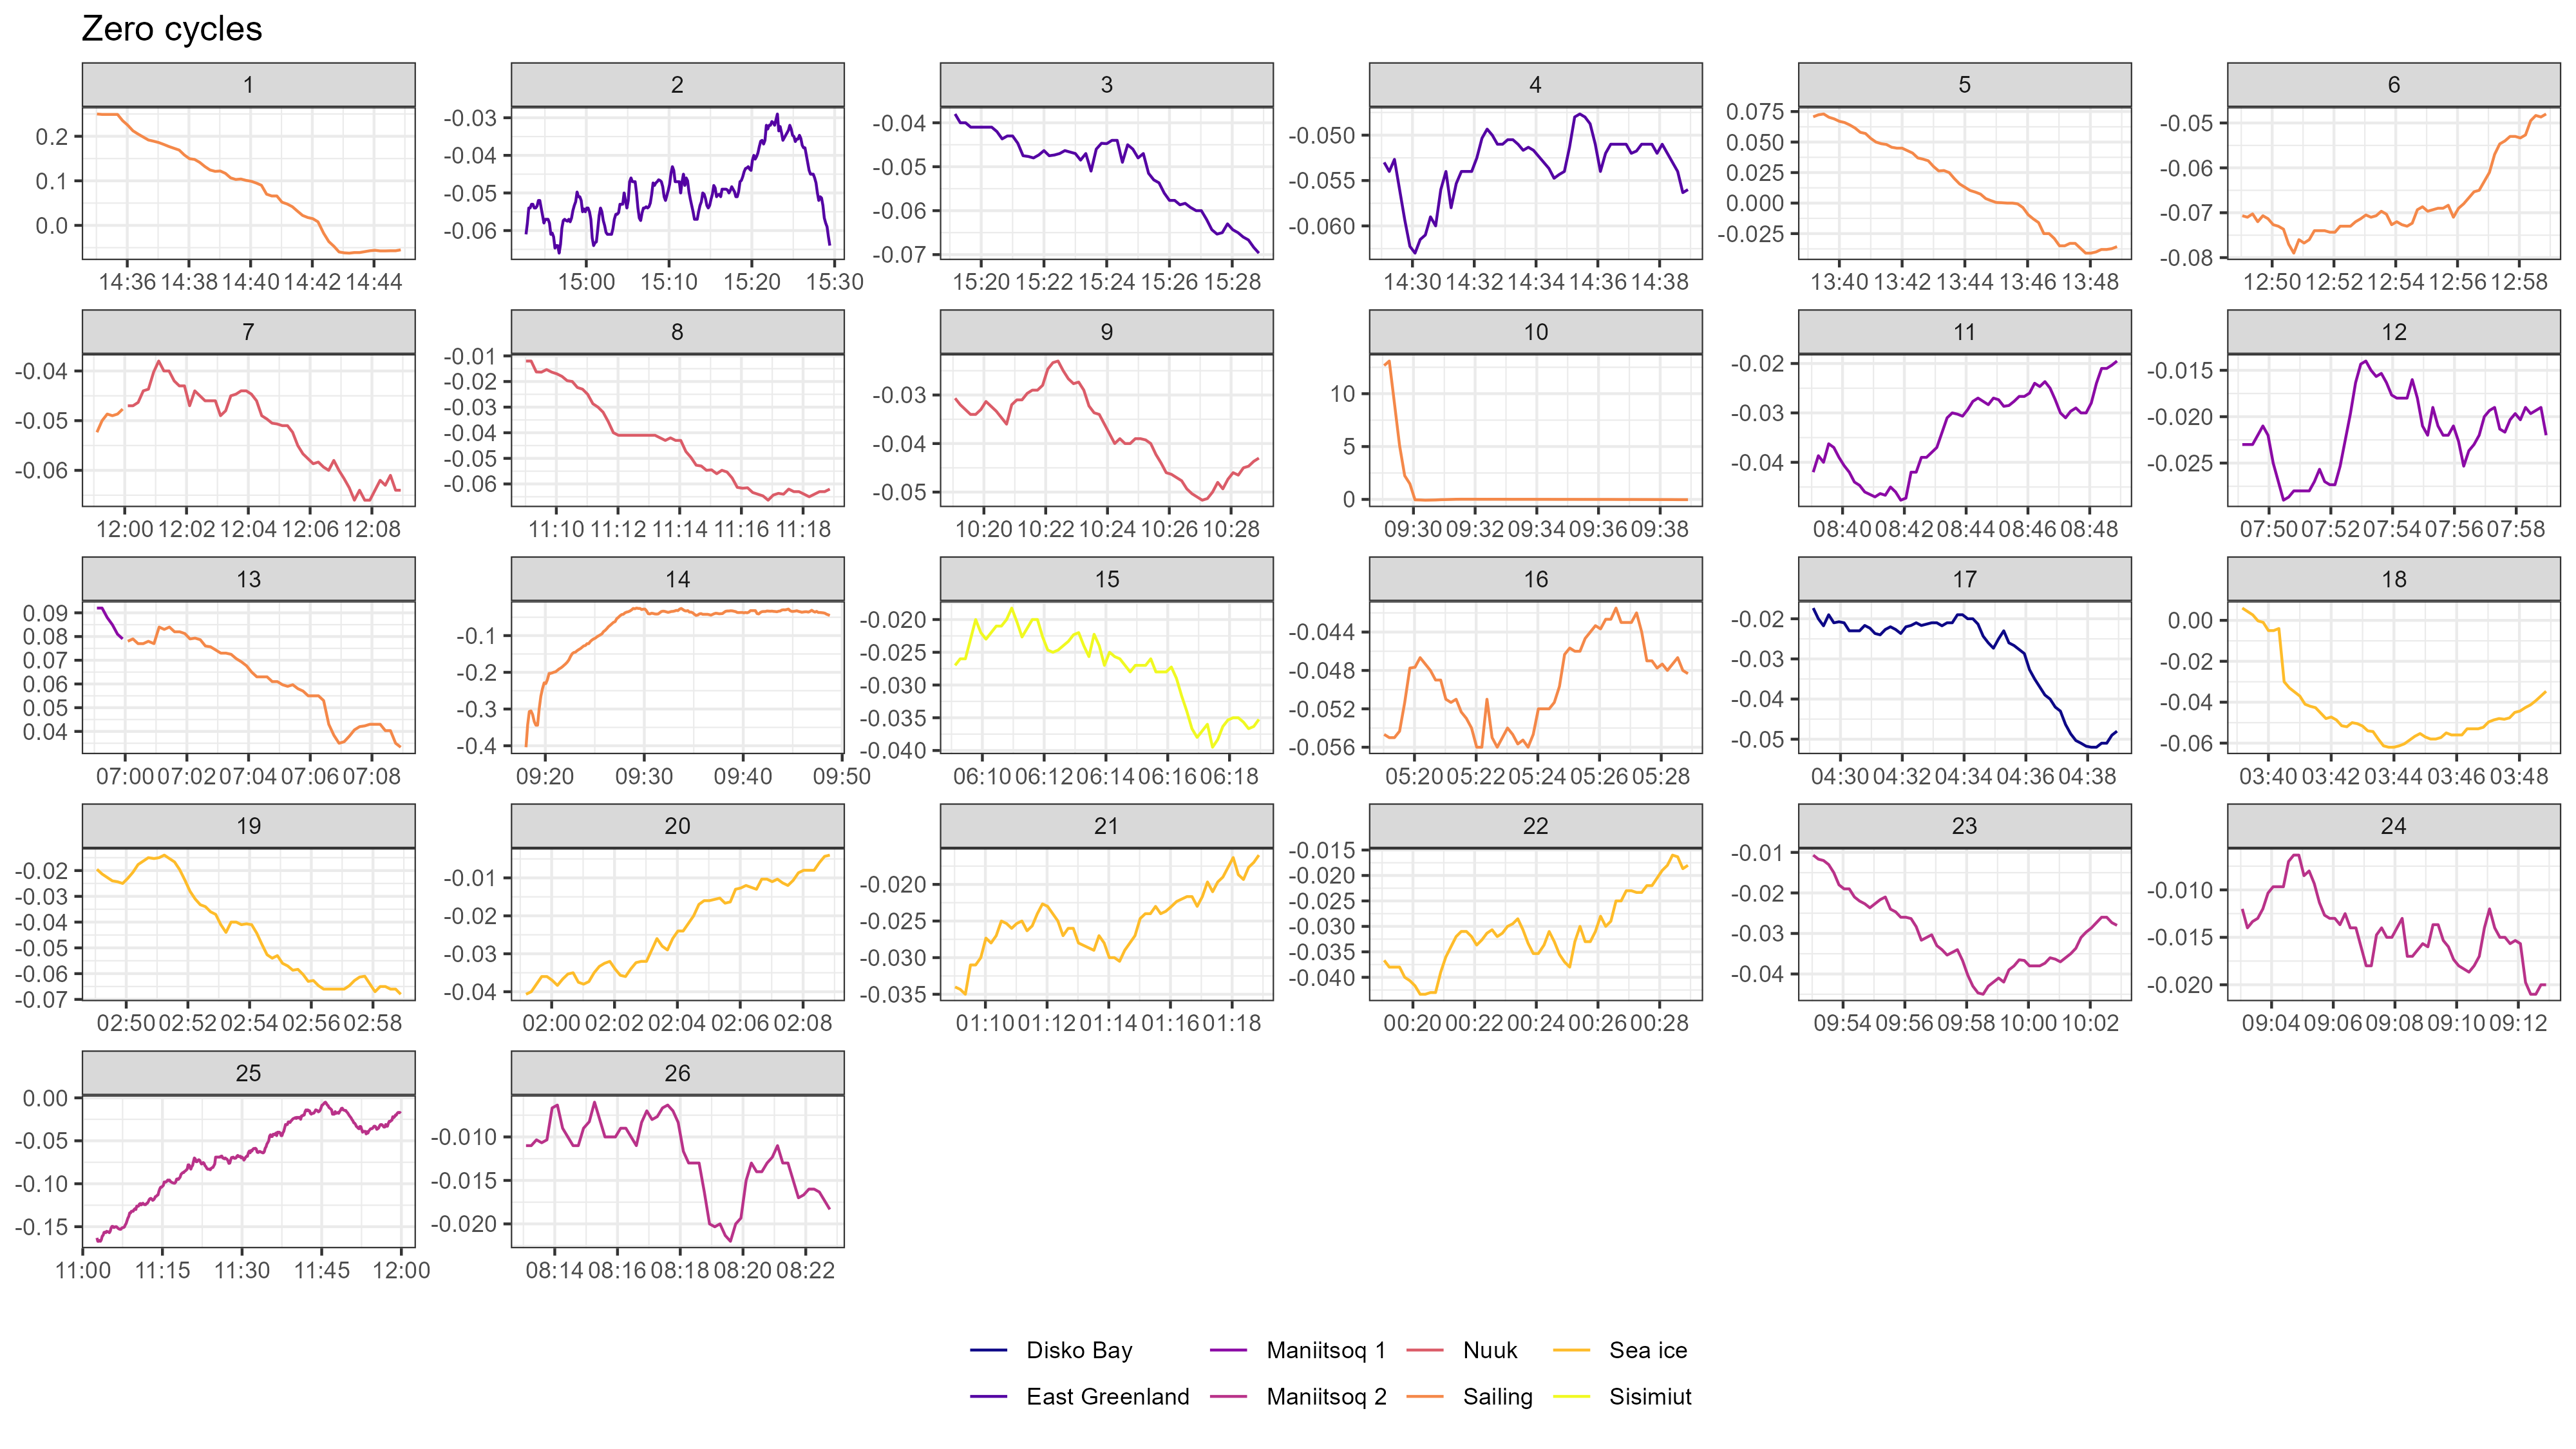 Zero cycles
1 2 3 4 5 6
0.2 0.1 0.0
-0.03 -0.04 -0.05 -0.06
-0.04 -0.05 -0.06 -0.07
-0.050 -0.055 -0.060
0.075 0.050 0.025 0.000 -0.025
-0.05 -0.06 -0.07 -0.08
14:36 14:38 14:40 14:42 14:44
15:00 15:10 15:20 15:30
15:20 15:22 15:24 15:26 15:28
14:30 14:32 14:34 14:36 14:38
13:40 13:42 13:44 13:46 13:48
12:50 12:52 12:54 12:56 12:58
7 8 9 10 11 12
-0.04 -0.05 -0.06
-0.01 -0.02 -0.03 -0.04 -0.05 -0.06
-0.03 -0.04 -0.05
10 5 0
-0.02 -0.03 -0.04
-0.015 -0.020 -0.025
12:00 12:02 12:04 12:06 12:08
11:10 11:12 11:14 11:16 11:18
10:20 10:22 10:24 10:26 10:28
09:30 09:32 09:34 09:36 09:38
08:40 08:42 08:44 08:46 08:48
07:50 07:52 07:54 07:56 07:58
13 14 15 16 17 18
0.09 0.08 0.07 0.06 0.05 0.04
-0.1 -0.2 -0.3 -0.4
-0.020 -0.025 -0.030 -0.035 -0.040
-0.044 -0.048 -0.052 -0.056
-0.02 -0.03 -0.04 -0.05
0.00 -0.02 -0.04 -0.06
07:00 07:02 07:04 07:06 07:08
09:20 09:30 09:40 09:50
06:10 06:12 06:14 06:16 06:18
05:20 05:22 05:24 05:26 05:28
04:30 04:32 04:34 04:36 04:38
03:40 03:42 03:44 03:46 03:48
19 20 21 22 23 24
-0.02 -0.03 -0.04 -0.05 -0.06 -0.07
-0.01 -0.02 -0.03 -0.04
-0.020 -0.025 -0.030 -0.035
-0.015 -0.020 -0.025 -0.030 -0.035 -0.040
-0.01 -0.02 -0.03 -0.04
-0.010 -0.015 -0.020
02:50 02:52 02:54 02:56 02:58
02:00 02:02 02:04 02:06 02:08
01:10 01:12 01:14 01:16 01:18
00:20 00:22 00:24 00:26 00:28
09:54 09:56 09:58 10:00 10:02
09:04 09:06 09:08 09:10 09:12
25 26
0.00 -0.05 -0.10 -0.15
-0.010 -0.015 -0.020
11:00 11:15 11:30 11:45 12:00
08:14 08:16 08:18 08:20 08:22
Disko Bay Maniitsoq 1 Nuuk Sea ice
East Greenland Maniitsoq 2 Sailing Sisimiut